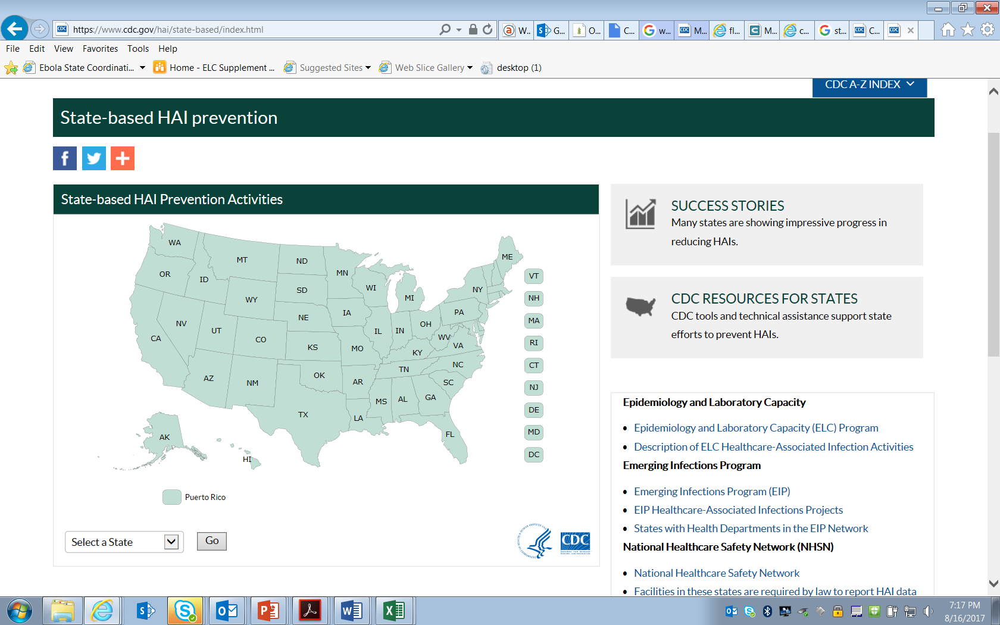 https://www.cdc.gov/hai/state-based/index.html
W...
G...
O...
C...
w...
M...
fl...
M...
c...
st...
C...
File Edit View Favorites Tools Help
Ebola State Coordinati...
Home - ELC Supplement ...
Suggested Sites
Web Slice Gallery
desktop (1)
CDC A-Z INDEX
State-based HAI prevention
State-based HAI Prevention Activities
WA
MT
ND
MN
ME
OR
ID
SD
WI
MI
NY
VT
WY
NH
NV
NE
IA
PA
MA
UT
CO
IL
IN
OH
WV
RI
CA
KS
MO
KY
VA
CT
AZ
NM
OK
AR
TN
NC
NJ
TX
LA
MS
AL
GA
SC
DE
AK
HI
FL
MD
DC
Puerto Rico
Select a State
Go
CDC
SUCCESS STORIES
Many states are showing impressive progress in
reducing HAIs.
CDC RESOURCES FOR STATES
CDC tools and technical assistance support state
efforts to prevent HAIs.
Epidemiology and Laboratory Capacity
• Epidemiology and Laboratory Capacity (ELC) Program
• Description of ELC Healthcare-Associated Infection Activities
Emerging Infections Program
• Emerging Infections Program (EIP)
• EIP Healthcare-Associated Infections Projects
• States with Health Departments in the EIP Network
National Healthcare Safety Network (NHSN)
• National Healthcare Safety Network
• Facilities in these states are required by law to report HAI data
7:17 PM
8/16/2017